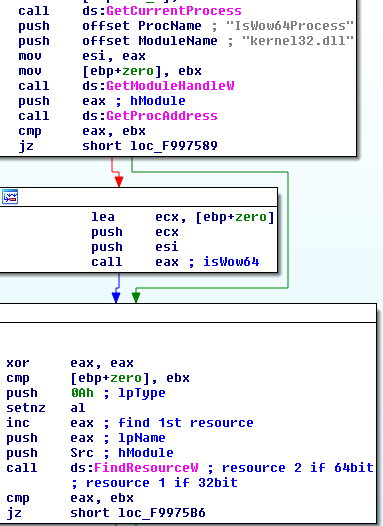 call ds:GetCurrentProcess
push offset ProcName ; "IsWow64Process"
push offset ModuleName ; "kernel32.dll"
mov esi, eax
mov [ebp+zero], ebx
call ds:GetModuleHandleW
push eax ; hModule
call ds:GetProcAddress
cmp eax, ebx
jz short loc_F997589
lea ecx, [ebp+zero]
push ecx
push esi
call eax ; isWow64
xor eax, eax
cmp [ebp+zero], ebx
push 0Ah ; lpType
setnz al
inc eax ; find 1st resource
push eax ; lpName
push Src ; hModule
call ds:FindResourceW ; resource 2 if 64bit
; resource 1 if 32bit
cmp eax, ebx
jz short loc_F9975B6